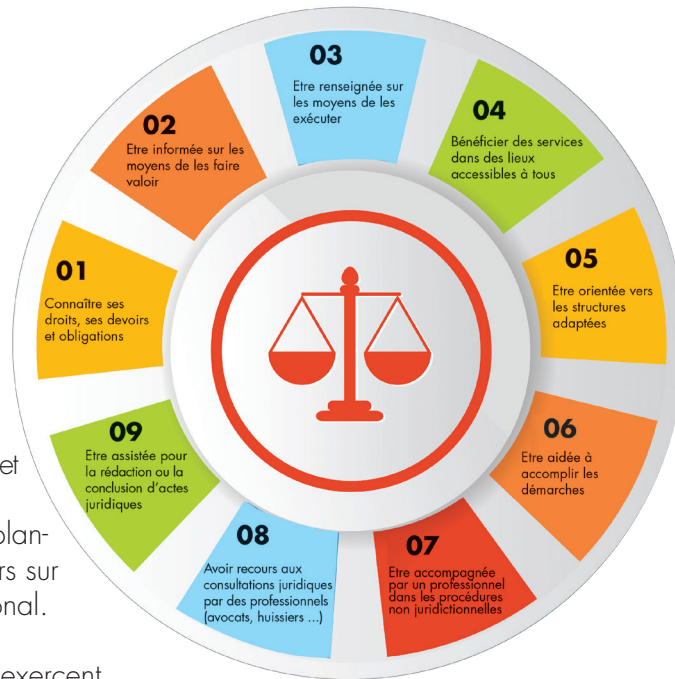 01
Connaître ses
droits, ses devoirs
et obligations
02
Etre informée sur les
moyens de les faire
valoir
03
Etre renseignée sur
les moyens de les
exécuter
04
Bénéficier des services
dans des lieux
accessibles à tous
05
Etre orientée vers
les structures
adaptées
06
Etre aidée à
accomplir les
démarches
07
Etre accompagnée
par un professionnel
dans les procédures
non juridictionnelles
08
Avoir recours aux
consultations juridiques
par des professionnels
(avocats, huissiers ...)
09
Etre assistée pour
la rédaction ou la
conclusion d'actes
juridiques
et
plan-
rs sur
onal.
exercent